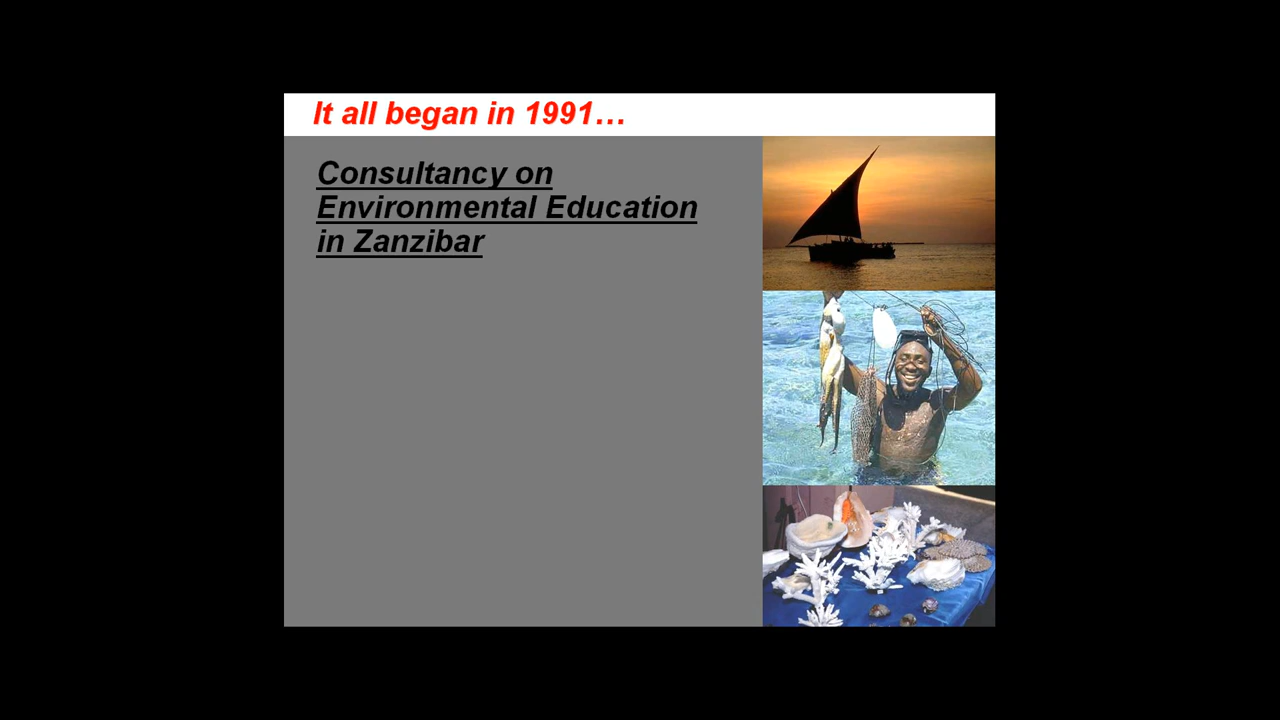 It all began in 1991…
Consultancy on
Environmental Education
in Zanzibar